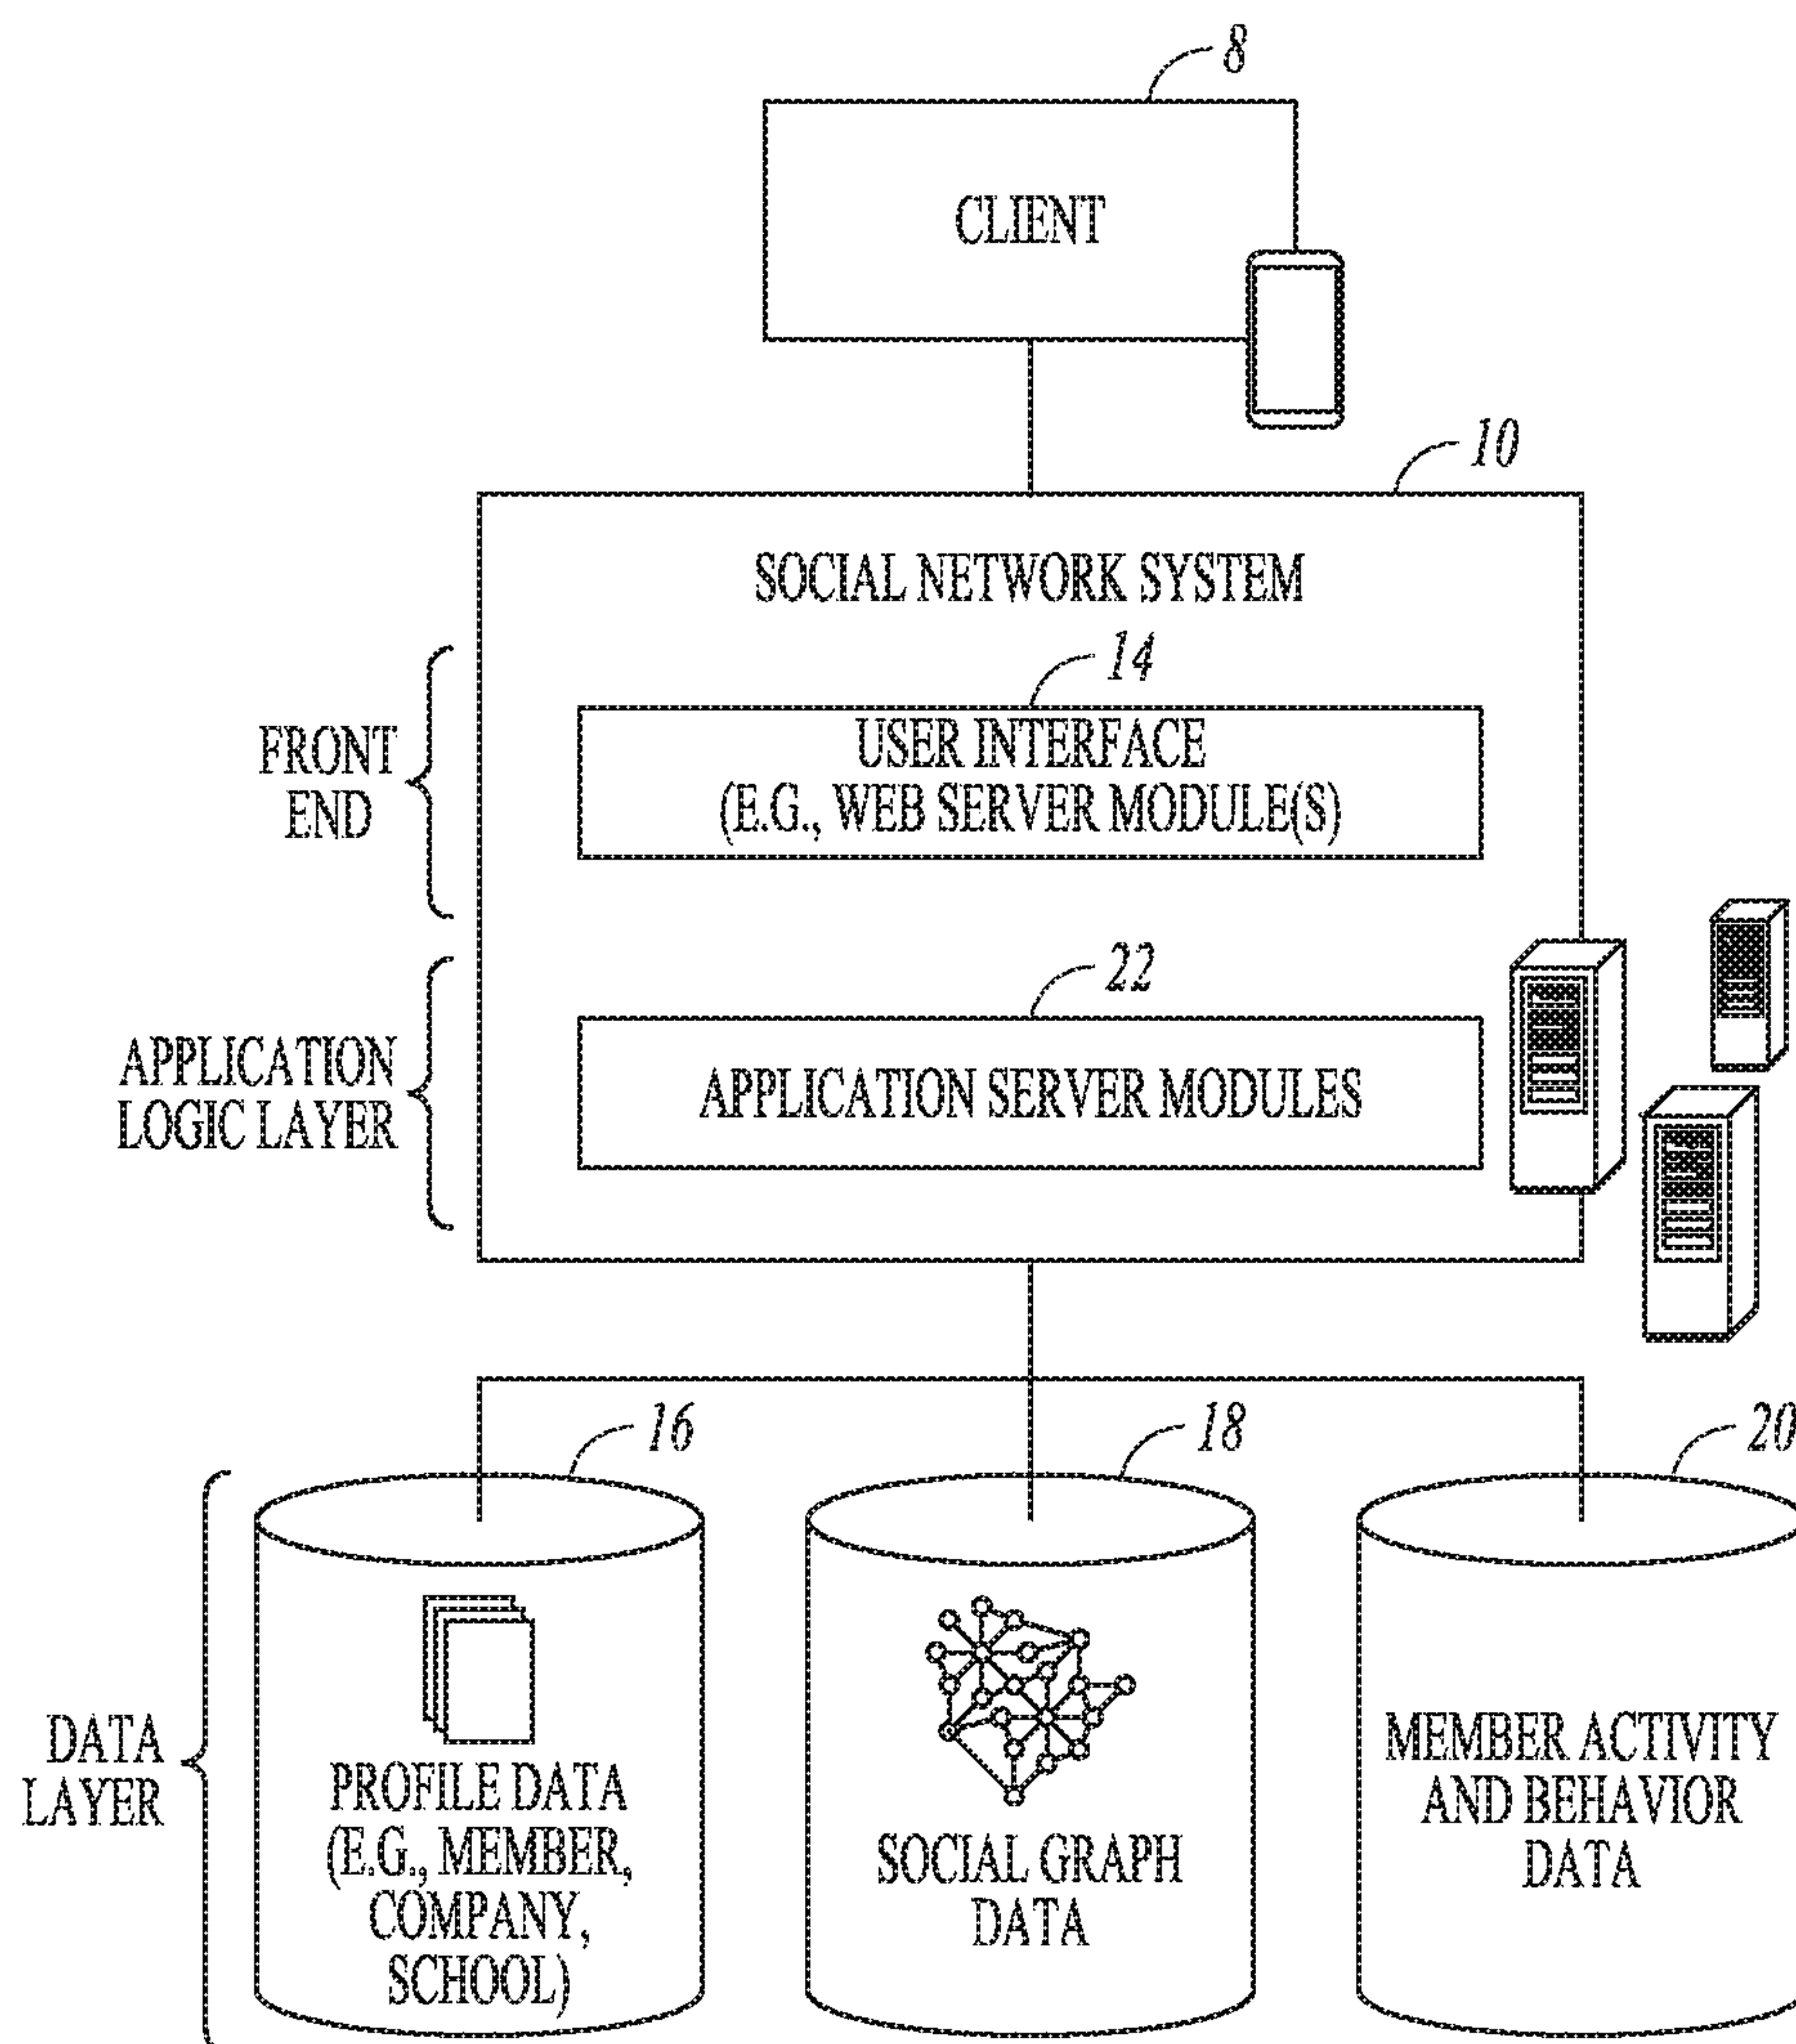 8
CLIENT
10
SOCIAL NETWORK SYSTEM
14
FRONT
END
USER INTERFACE
(E.G., WEB SERVER MODULE(S)
22
APPLICATION
LOGIC LAYER
APPLICATION SERVER MODULES
16
18
20
DATA
LAYER
PROFILE DATA
(E.G., MEMBER,
COMPANY,
SCHOOL)
SOCIAL GRAPH
DATA
MEMBER ACTIVITY
AND BEHAVIOR
DATA